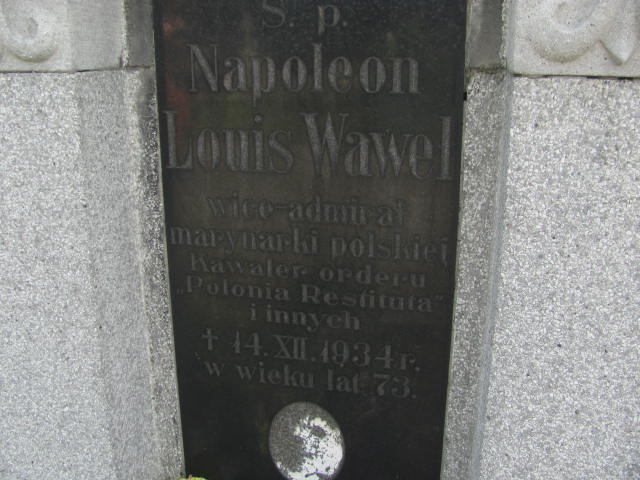 Ś. p.
Napoleon
Louis Wawel
wice-admirał
marynarki polskiej
Kawaler orderu
„Polonia Restituta"
i innych
† 14. XII. 1934 r.
w wieku lat 73.